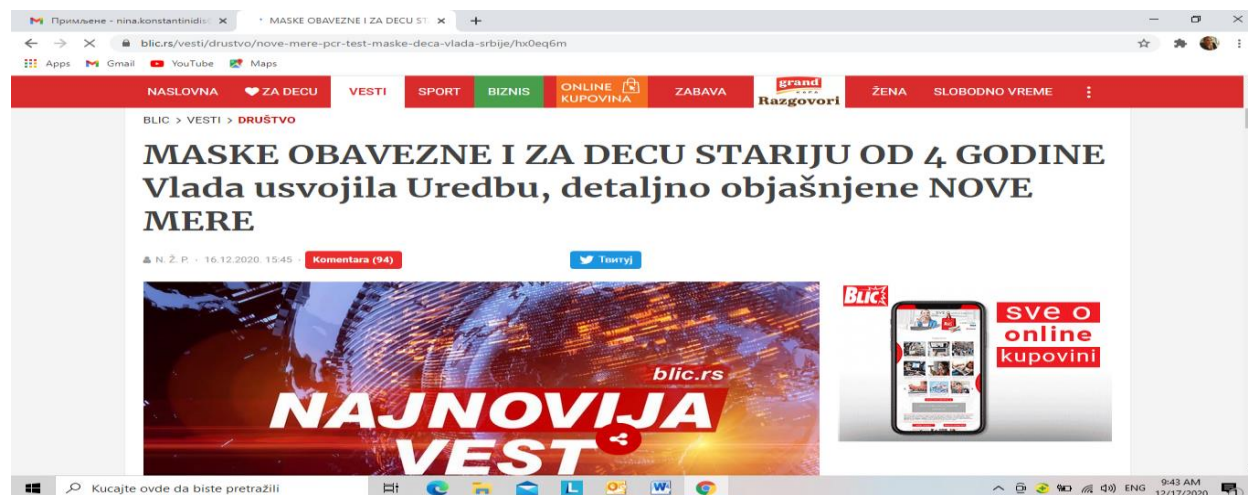 Примљене - nina.konstantinidis
MASKE OBAVEZNE I ZA DECU ST
blic.rs/vesti/drustvo/nove-mere-pcr-test-maske-deca-vlada-srbije/hx0eq6m
Apps Gmail YouTube Maps
NASLOVNA ZA DECU VESTI SPORT BIZNIS ONLINE KUPOVINA ZABAVA grand Razgovori ŽENA SLOBODNO VREME
BLIC > VESTI > DRUŠTVO
MASKE OBAVEZNE I ZA DECU STARIJU OD 4 GODINE
Vlada usvojila Uredbu, detaljno objašnjene NOVE
MERE
N. Ž. P. - 16.12.2020. 15:45 - Komentara (94)
Твитуј
blic.rs
NAJNOVIJA
VEST
BLIC
sve o
online
kupovini
Kucajte ovde da biste pretražili
ENG
9:43 AM
12/17/2020